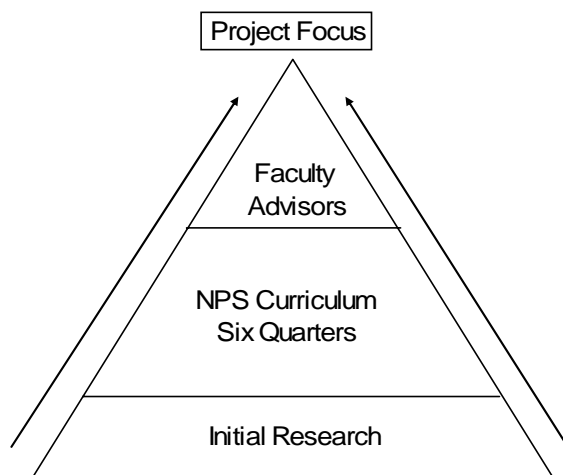 Project Focus
Faculty
Advisors
NPS Curriculum
Six Quarters
Initial Research